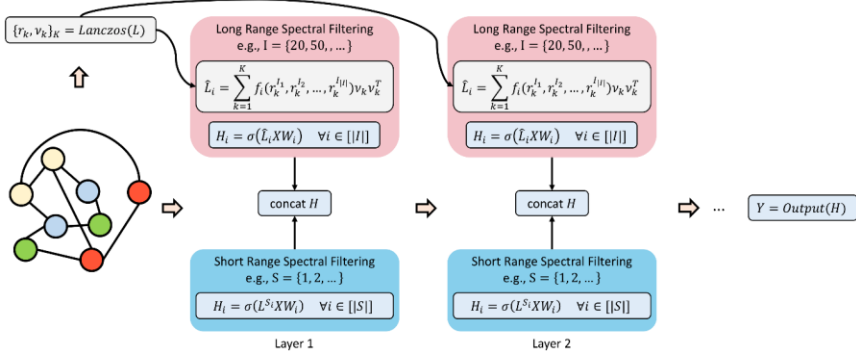 {r_k, v_k}_K = Lanczos(L)
Long Range Spectral Filtering
e.g., I = {20, 50, , ... }
L̂_i = ∑_{k=1}^{K} f_i(r_k^{I_1}, r_k^{I_2}, ..., r_k^{I_{|I|}})v_k v_k^T
H_i = σ(L̂_i X W_i) ∀i ∈ [|I|]
concat H
Short Range Spectral Filtering
e.g., S = {1, 2, ... }
H_i = σ(L^{S_i} X W_i) ∀i ∈ [|S|]
Layer 1
Long Range Spectral Filtering
e.g., I = {20, 50, , ... }
L̂_i = ∑_{k=1}^{K} f_i(r_k^{I_1}, r_k^{I_2}, ..., r_k^{I_{|I|}})v_k v_k^T
H_i = σ(L̂_i X W_i) ∀i ∈ [|I|]
concat H
Short Range Spectral Filtering
e.g., S = {1, 2, ... }
H_i = σ(L^{S_i} X W_i) ∀i ∈ [|S|]
Layer 2
...
Y = Output(H)